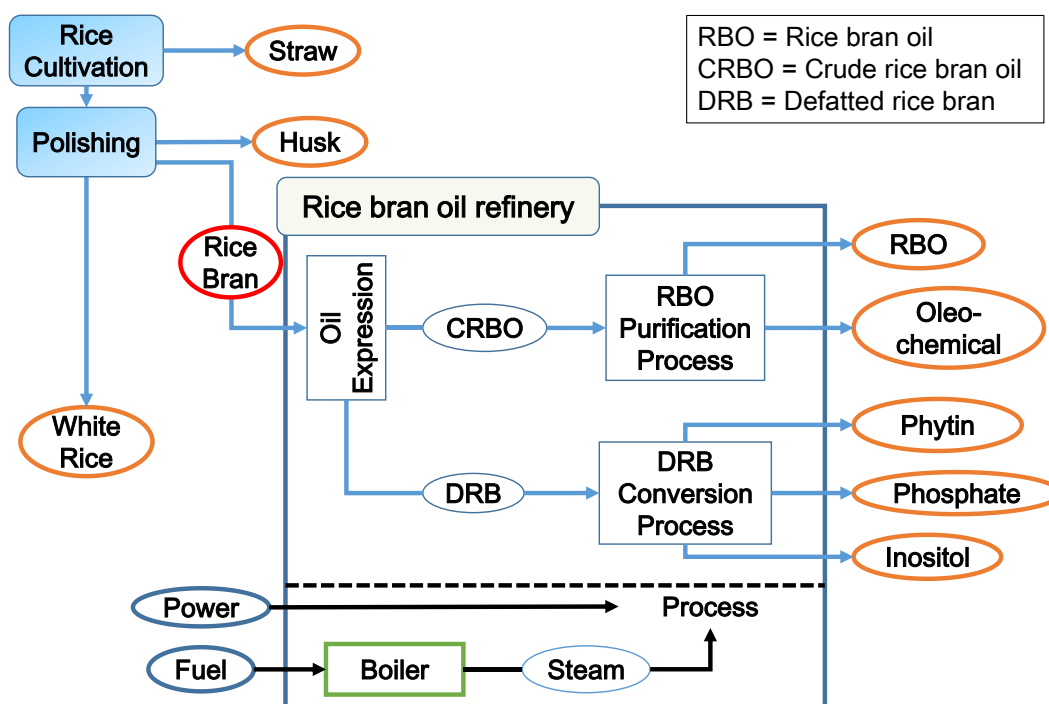 Rice
Cultivation
Straw
RBO = Rice bran oil
CRBO = Crude rice bran oil
DRB = Defatted rice bran
Polishing
Husk
Rice bran oil refinery
Rice
Bran
Oil
Expression
CRBO
RBO
Purification
Process
RBO
Oleo-
chemical
White
Rice
DRB
DRB
Conversion
Process
Phytin
Phosphate
Inositol
Power
Process
Fuel
Boiler
Steam